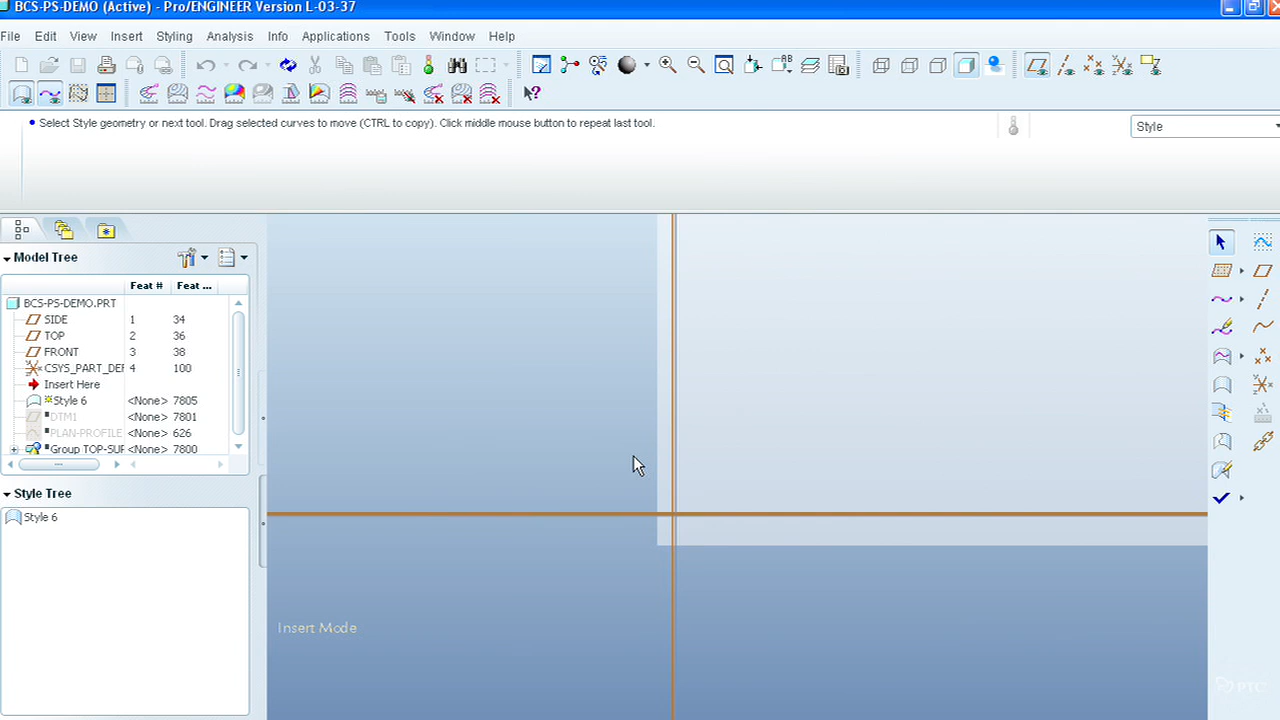 BCS-PS-DEMO (Active) - Pro/ENGINEER Version L-03-37
File Edit View Insert Styling Analysis Info Applications Tools Window Help
Select Style geometry or next tool. Drag selected curves to move (CTRL to copy). Click middle mouse button to repeat last tool.
Style
Model Tree
Feat # Feat ...
BCS-PS-DEMO.PRT
SIDE 1 34
TOP 2 36
FRONT 3 38
CSYS_PART_DEF 4 100
Insert Here
Style 6 <None> 7805
DTM1 <None> 7801
PLAN-PROFILE <None> 626
Group TOP-SUR <None> 7800
Style Tree
Style 6
Insert Mode
PTC